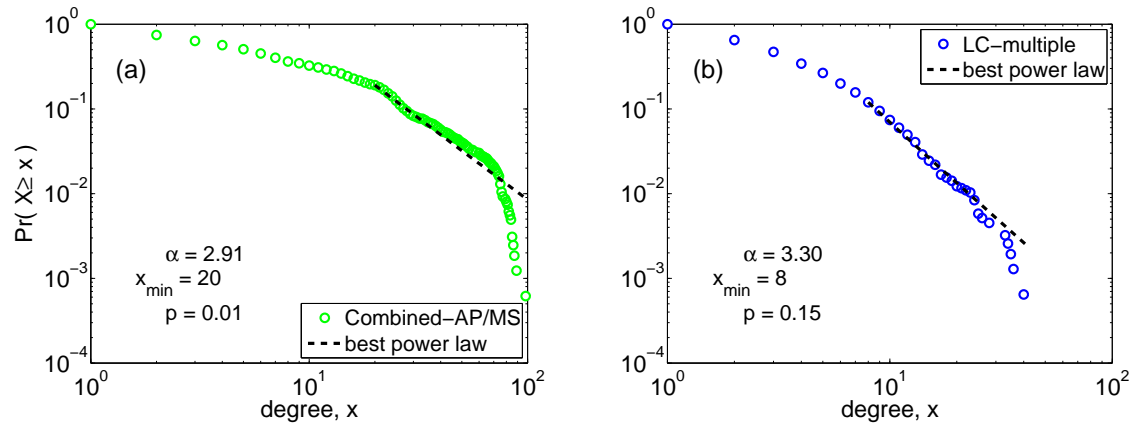 Pr( X≥ x )
10^0
10^-1
10^-2
10^-3
10^-4
(a)
α = 2.91
x_min = 20
p = 0.01
Combined−AP/MS
best power law
10^0
10^1
10^2
degree, x
10^0
10^-1
10^-2
10^-3
10^-4
(b)
LC−multiple
best power law
α = 3.30
x_min = 8
p = 0.15
10^0
10^1
10^2
degree, x